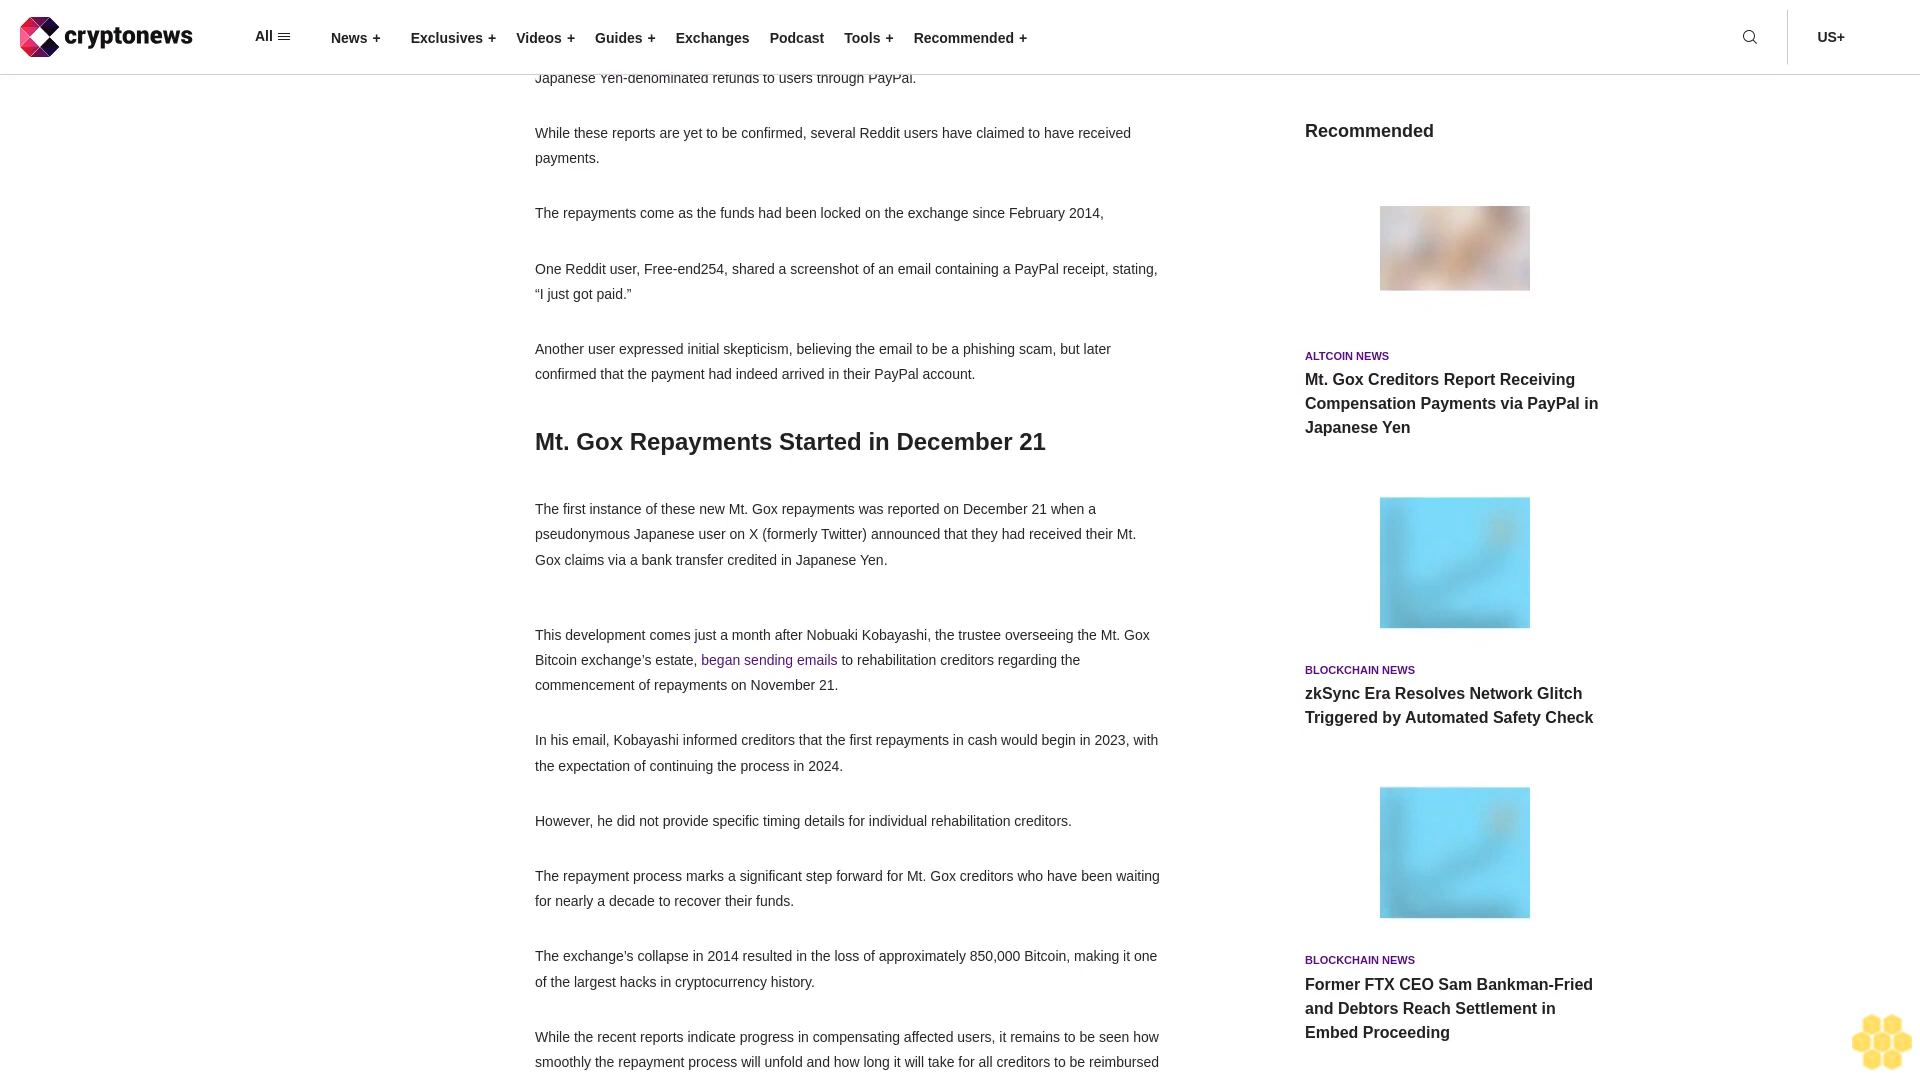 cryptonews
All
News +
Exclusives +
Videos +
Guides +
Exchanges
Podcast
Tools +
Recommended +
US+
Japanese Yen-denominated refunds to users through PayPal.
While these reports are yet to be confirmed, several Reddit users have claimed to have received
payments.
The repayments come as the funds had been locked on the exchange since February 2014,
One Reddit user, Free-end254, shared a screenshot of an email containing a PayPal receipt, stating,
“I just got paid.”
Another user expressed initial skepticism, believing the email to be a phishing scam, but later
confirmed that the payment had indeed arrived in their PayPal account.
Mt. Gox Repayments Started in December 21
The first instance of these new Mt. Gox repayments was reported on December 21 when a
pseudonymous Japanese user on X (formerly Twitter) announced that they had received their Mt.
Gox claims via a bank transfer credited in Japanese Yen.
This development comes just a month after Nobuaki Kobayashi, the trustee overseeing the Mt. Gox
Bitcoin exchange’s estate, began sending emails to rehabilitation creditors regarding the
commencement of repayments on November 21.
In his email, Kobayashi informed creditors that the first repayments in cash would begin in 2023, with
the expectation of continuing the process in 2024.
However, he did not provide specific timing details for individual rehabilitation creditors.
The repayment process marks a significant step forward for Mt. Gox creditors who have been waiting
for nearly a decade to recover their funds.
The exchange’s collapse in 2014 resulted in the loss of approximately 850,000 Bitcoin, making it one
of the largest hacks in cryptocurrency history.
While the recent reports indicate progress in compensating affected users, it remains to be seen how
smoothly the repayment process will unfold and how long it will take for all creditors to be reimbursed
Recommended
ALTCOIN NEWS
Mt. Gox Creditors Report Receiving
Compensation Payments via PayPal in
Japanese Yen
BLOCKCHAIN NEWS
zkSync Era Resolves Network Glitch
Triggered by Automated Safety Check
BLOCKCHAIN NEWS
Former FTX CEO Sam Bankman-Fried
and Debtors Reach Settlement in
Embed Proceeding